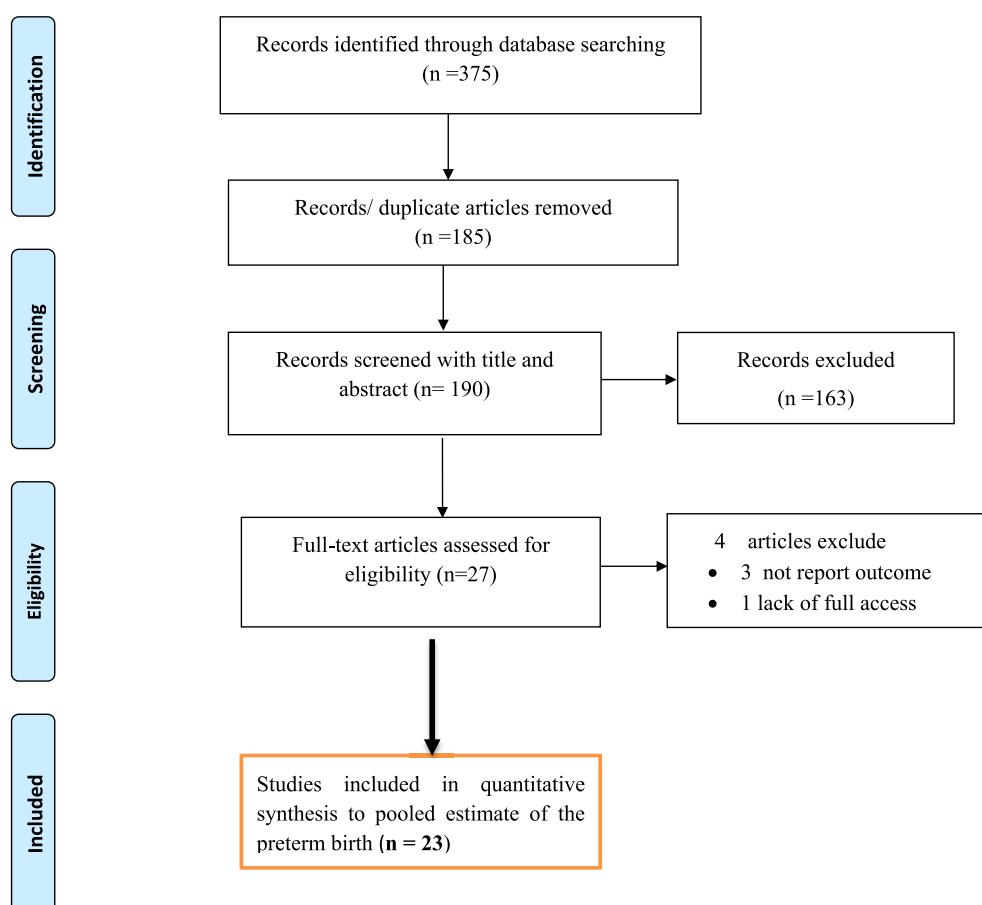 Identification
Records identified through database searching
(n =375)
Records/ duplicate articles removed
(n =185)
Screening
Records screened with title and
abstract (n= 190)
Records excluded
(n =163)
Eligibility
Full-text articles assessed for
eligibility (n=27)
4 articles exclude
• 3 not report outcome
• 1 lack of full access
Included
Studies included in quantitative
synthesis to pooled estimate of the
preterm birth (n = 23)